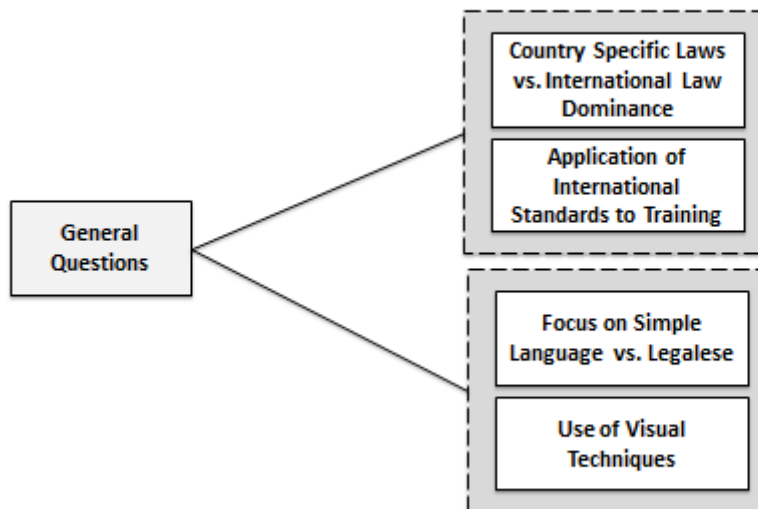 Country Specific Laws
vs. International Law
Dominance
Application of
International
Standards to Training
General
Questions
Focus on Simple
Language vs. Legalese
Use of Visual
Techniques